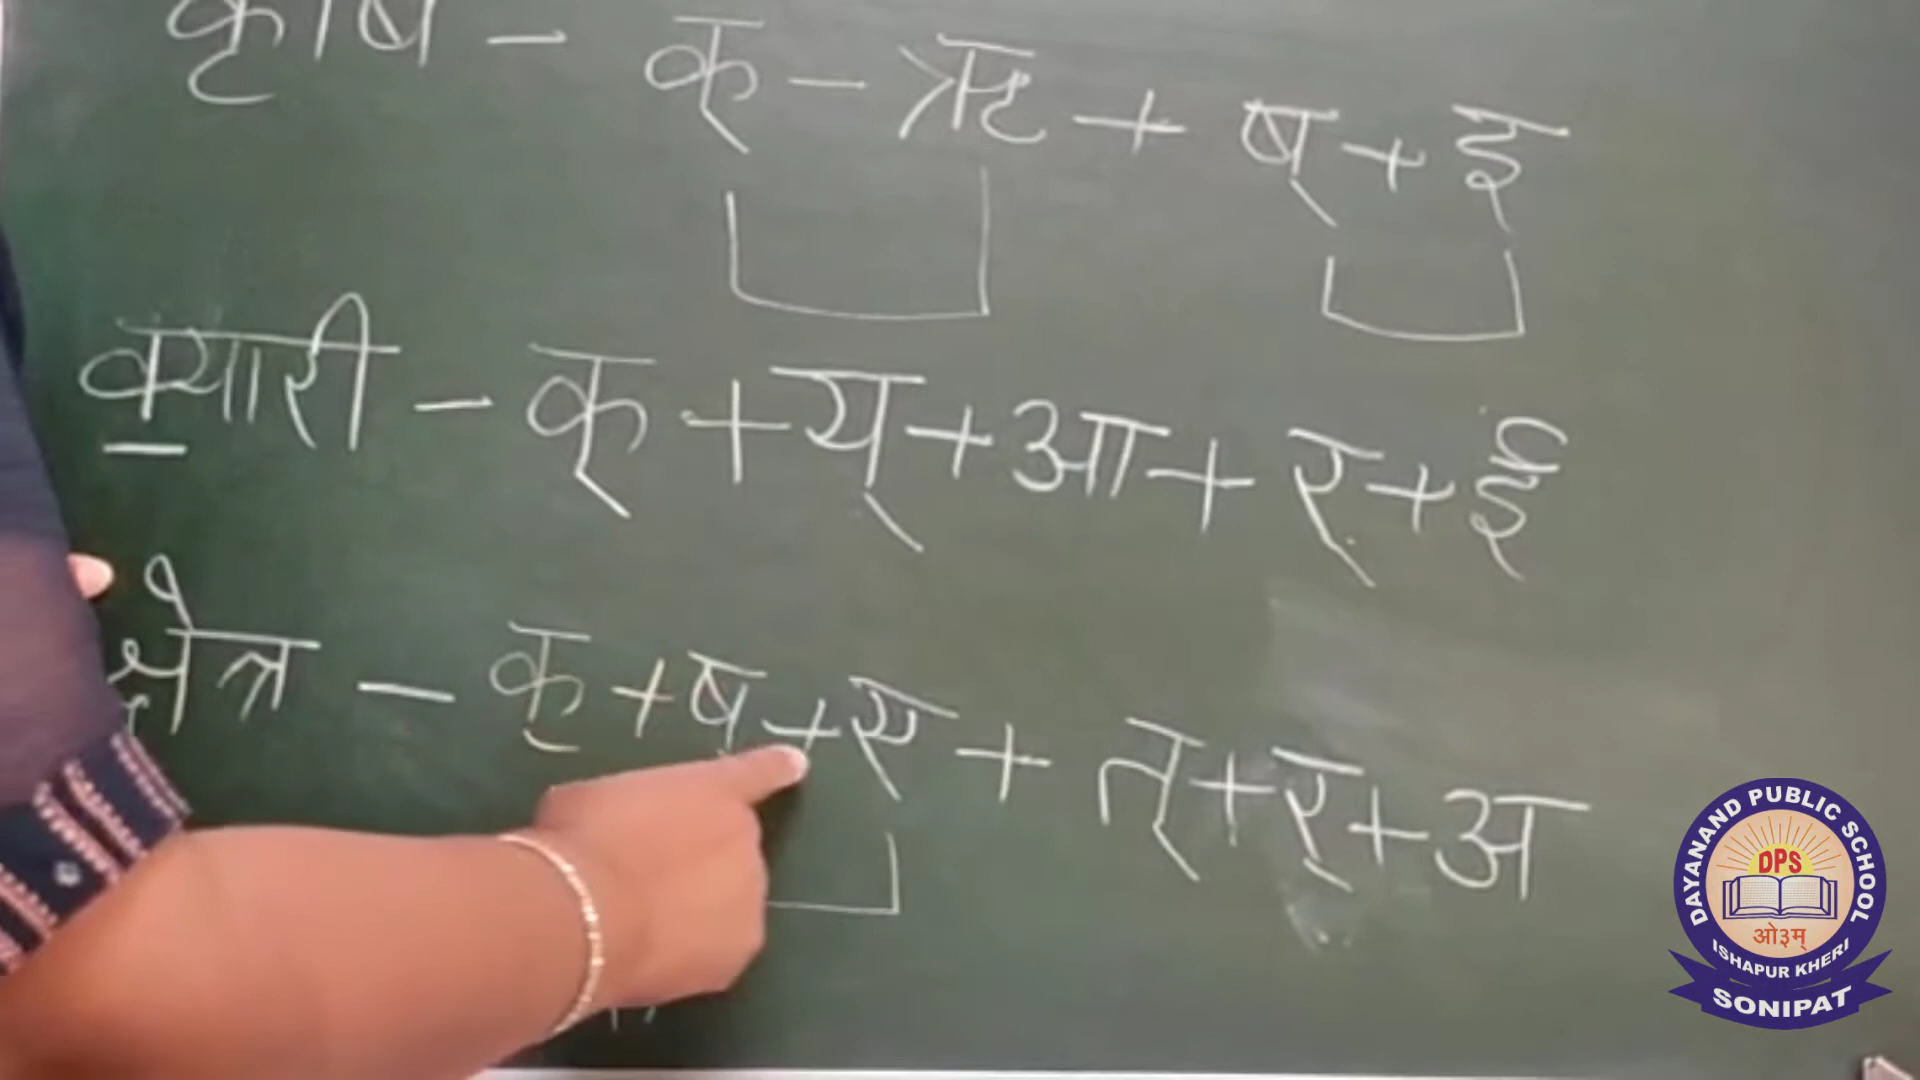 कृषि - क् - ऋ + ष् + इ
क्यारी - क् + य् + आ + र् + ई
क्षेत्र - क् + ष् + ए + त् + र् + अ
DAYANAND PUBLIC SCHOOL
DPS
ओ३म्
ISHAPUR KHERI
SONIPAT